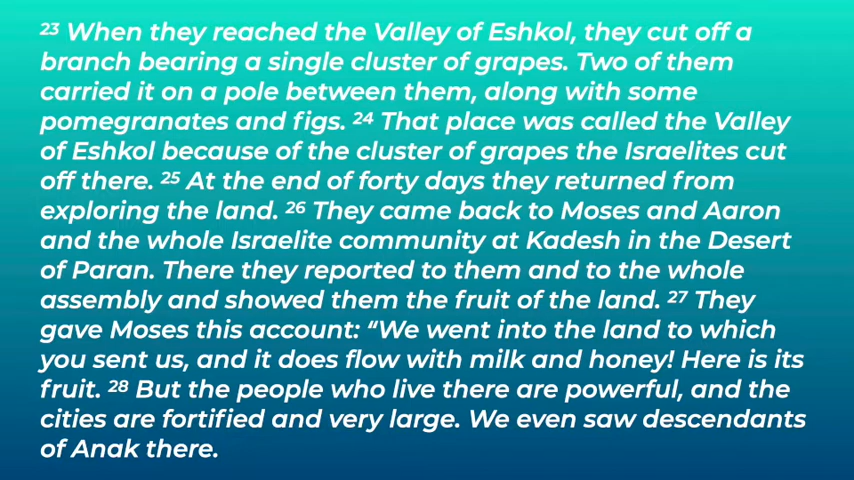 23 When they reached the Valley of Eshkol, they cut off a
branch bearing a single cluster of grapes. Two of them
carried it on a pole between them, along with some
pomegranates and figs. 24 That place was called the Valley
of Eshkol because of the cluster of grapes the Israelites cut
off there. 25 At the end of forty days they returned from
exploring the land. 26 They came back to Moses and Aaron
and the whole Israelite community at Kadesh in the Desert
of Paran. There they reported to them and to the whole
assembly and showed them the fruit of the land. 27 They
gave Moses this account: “We went into the land to which
you sent us, and it does flow with milk and honey! Here is its
fruit. 28 But the people who live there are powerful, and the
cities are fortified and very large. We even saw descendants
of Anak there.